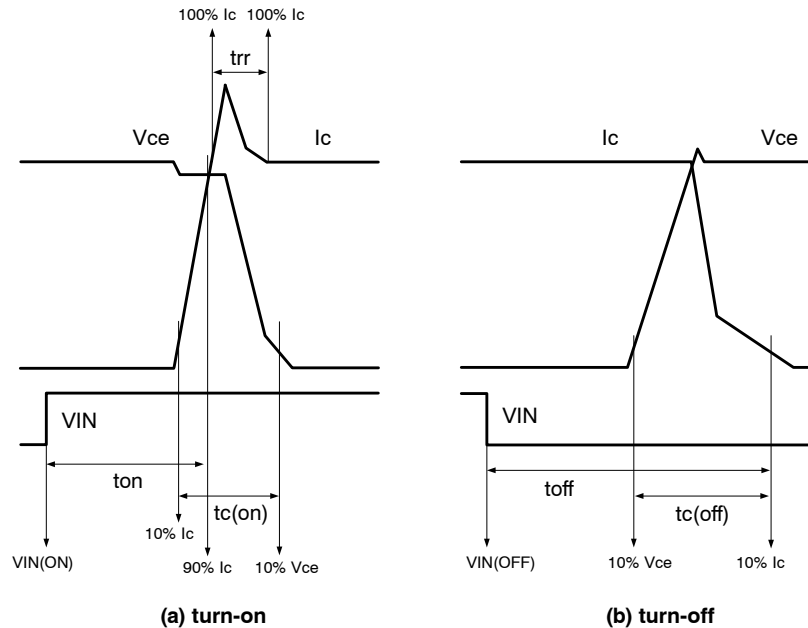 100% Ic 100% Ic
trr
Vce Ic
VIN
ton
tc(on)
10% Ic
VIN(ON)
90% Ic 10% Vce
(a) turn-on
Ic Vce
VIN
toff
tc(off)
VIN(OFF) 10% Vce 10% Ic
(b) turn-off